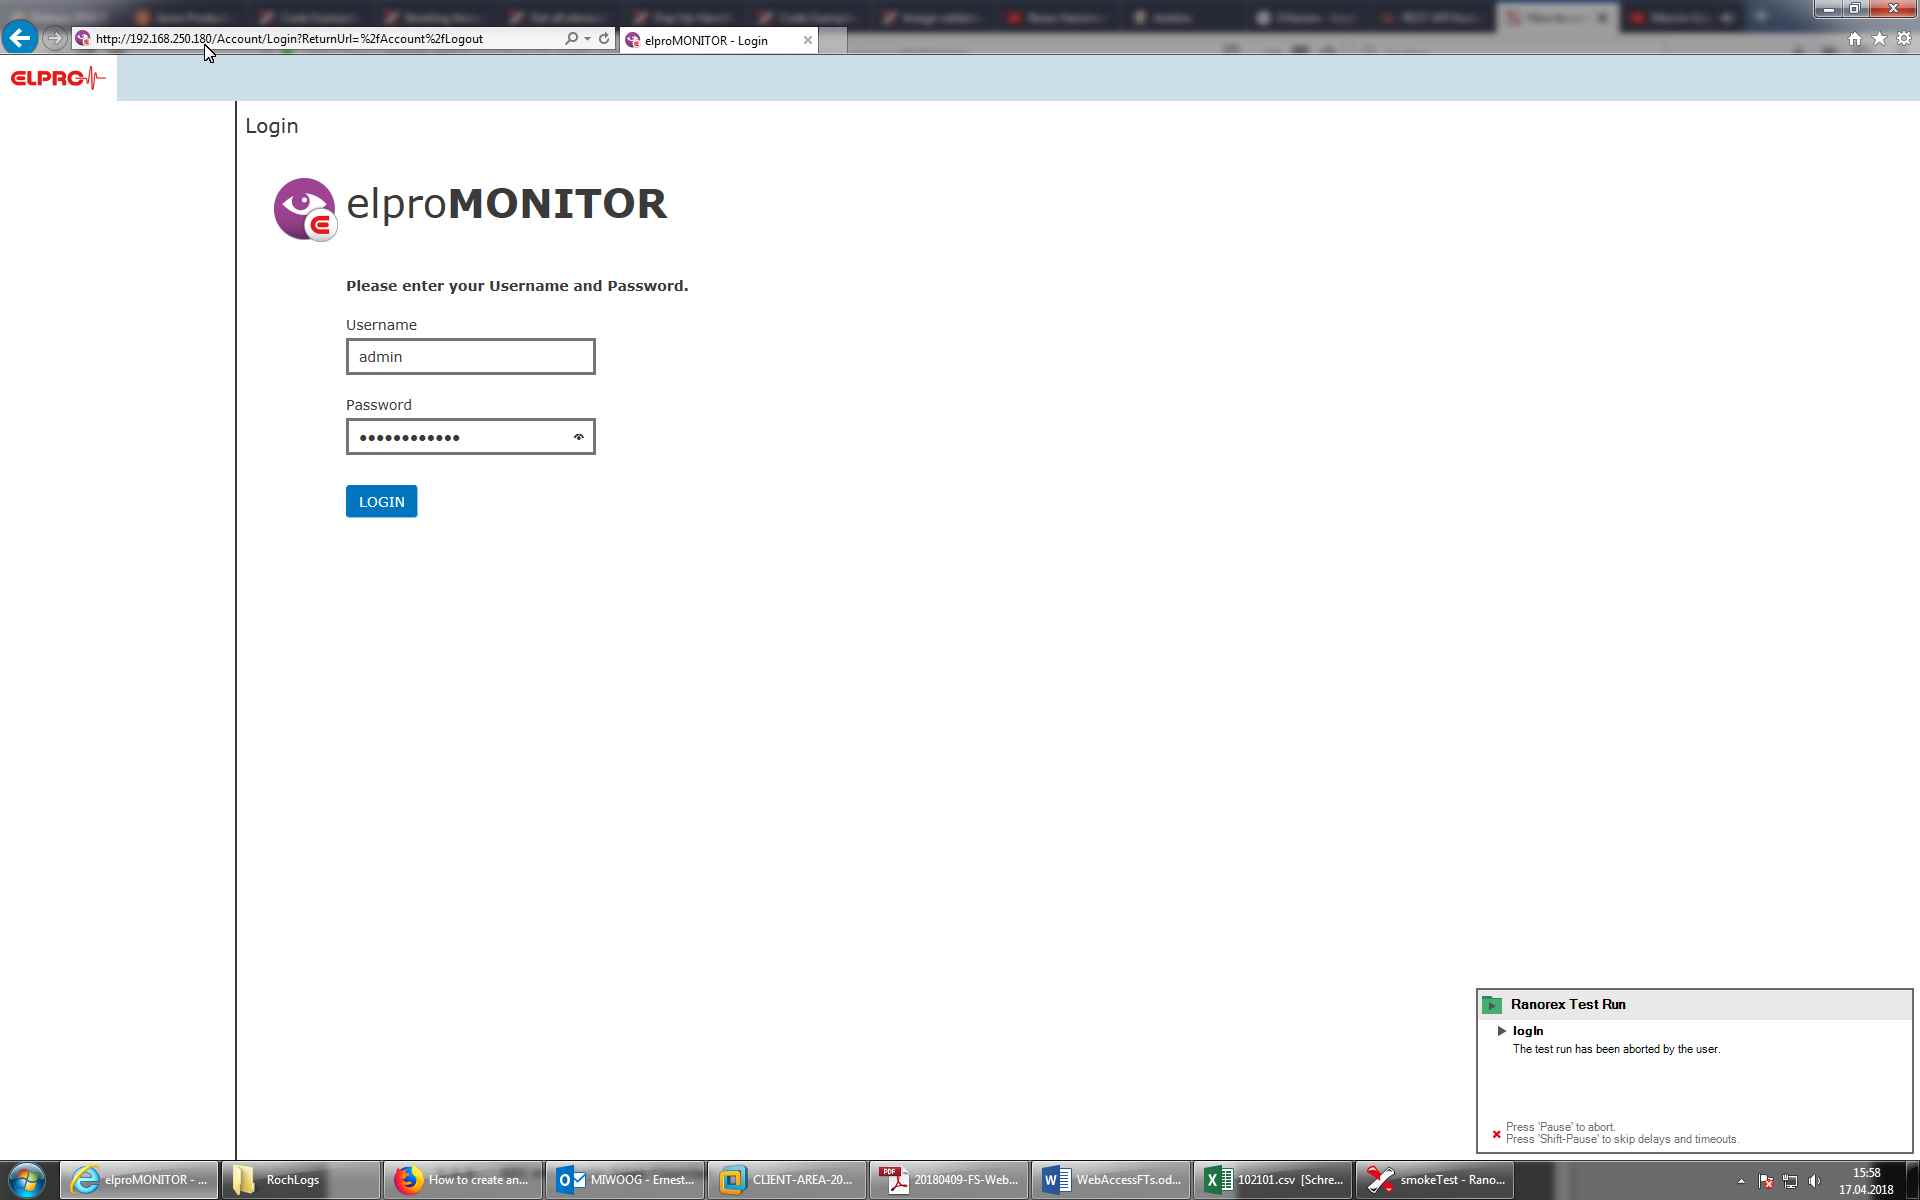 http://192.168.250.180/Account/Login?ReturnUrl=%2fAccount%2fLogout
elproMONITOR - Login
ELPRO
Login
elproMONITOR
Please enter your Username and Password.
Username
admin
Password
LOGIN
Ranorex Test Run
logIn
The test run has been aborted by the user.
Press 'Pause' to abort.
Press 'Shift-Pause' to skip delays and timeouts.
elproMONITOR - ...
RochLogs
How to create an...
MIWOOG - Ernest...
CLIENT-AREA-20...
20180409-FS-Web...
WebAccessFTs.od...
102101.csv [Schre...
smokeTest - Rano...
15:58
17.04.2018